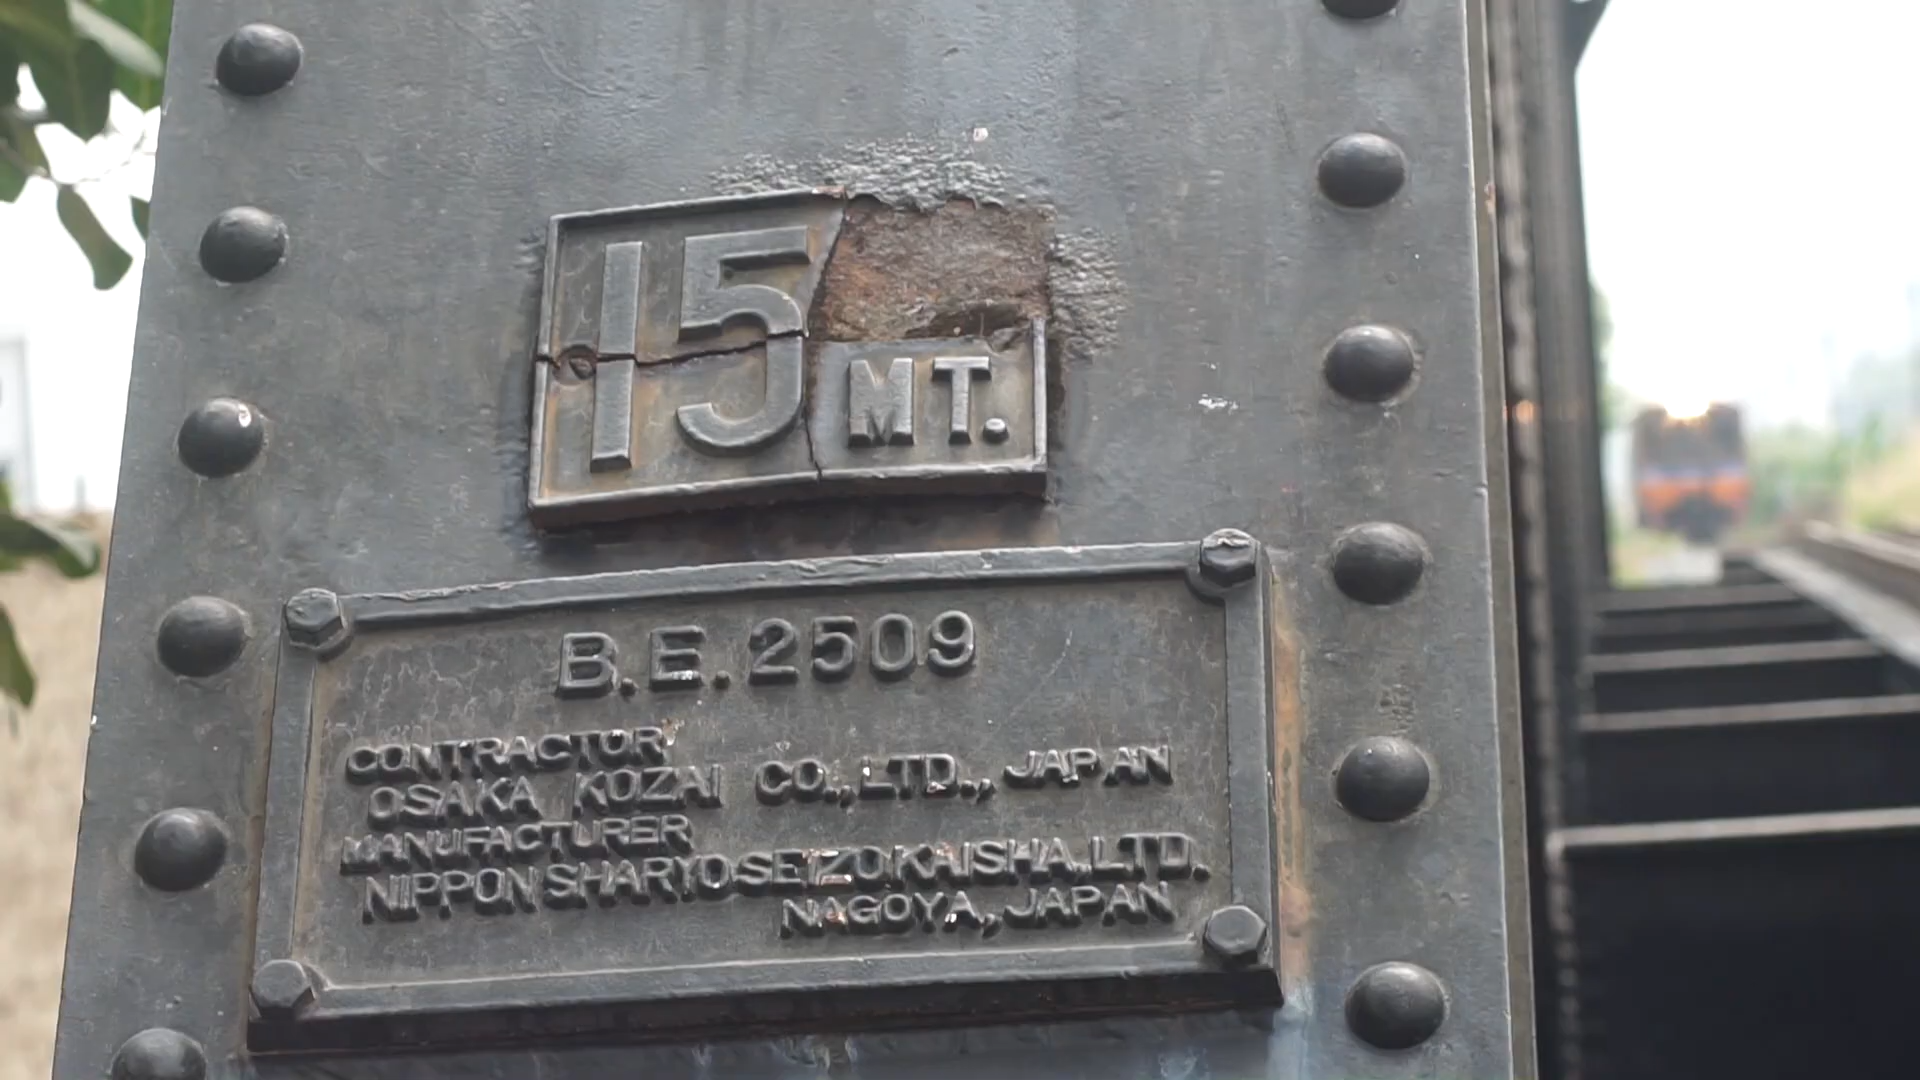 15 MT.
B.E. 2509
CONTRACTOR
OSAKA KOZAI CO., LTD., JAPAN
MANUFACTURER
NIPPON SHARYO SEIZO KAISHA, LTD.
NAGOYA, JAPAN